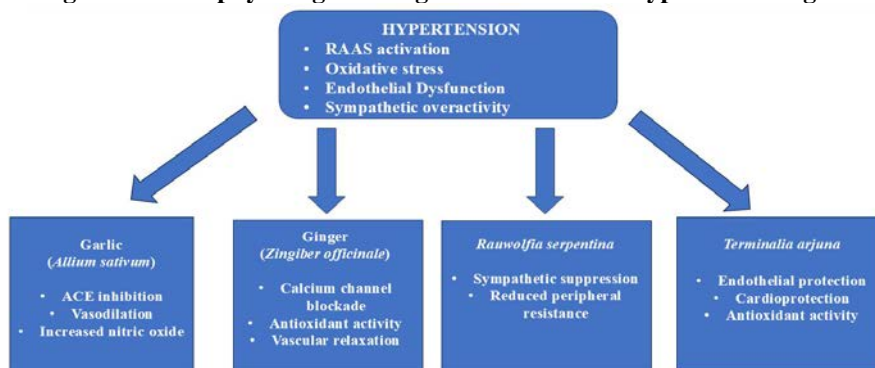 HYPERTENSION
• RAAS activation
• Oxidative stress
• Endothelial Dysfunction
• Sympathetic overactivity
Garlic
(Allium sativum)
• ACE inhibition
• Vasodilation
• Increased nitric oxide
Ginger
(Zingiber officinale)
• Calcium channel
blockade
• Antioxidant activity
• Vascular relaxation
Rauwolfia serpentina
• Sympathetic suppression
• Reduced peripheral
resistance
Terminalia arjuna
• Endothelial protection
• Cardioprotection
• Antioxidant activity